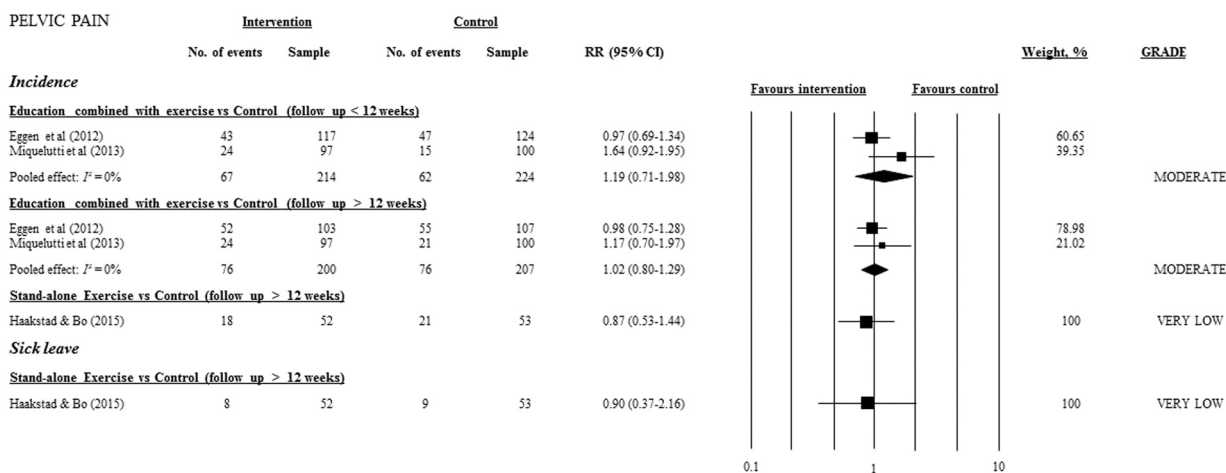 PELVIC PAIN Intervention Control
No. of events Sample No. of events Sample RR (95% CI) Weight, % GRADE
Incidence
Favours intervention Favours control
Education combined with exercise vs Control (follow up < 12 weeks)
Eggen et al (2012) 43 117 47 124 0.97 (0.69-1.34) 60.65
Miquelutti et al (2013) 24 97 15 100 1.64 (0.92-1.95) 39.35
Pooled effect: I² = 0% 67 214 62 224 1.19 (0.71-1.98) MODERATE
Education combined with exercise vs Control (follow up > 12 weeks)
Eggen et al (2012) 52 103 55 107 0.98 (0.75-1.28) 78.98
Miquelutti et al (2013) 24 97 21 100 1.17 (0.70-1.97) 21.02
Pooled effect: I² = 0% 76 200 76 207 1.02 (0.80-1.29) MODERATE
Stand-alone Exercise vs Control (follow up > 12 weeks)
Haakstad & Bo (2015) 18 52 21 53 0.87 (0.53-1.44) 100 VERY LOW
Sick leave
Stand-alone Exercise vs Control (follow up > 12 weeks)
Haakstad & Bo (2015) 8 52 9 53 0.90 (0.37-2.16) 100 VERY LOW
0.1 1 10